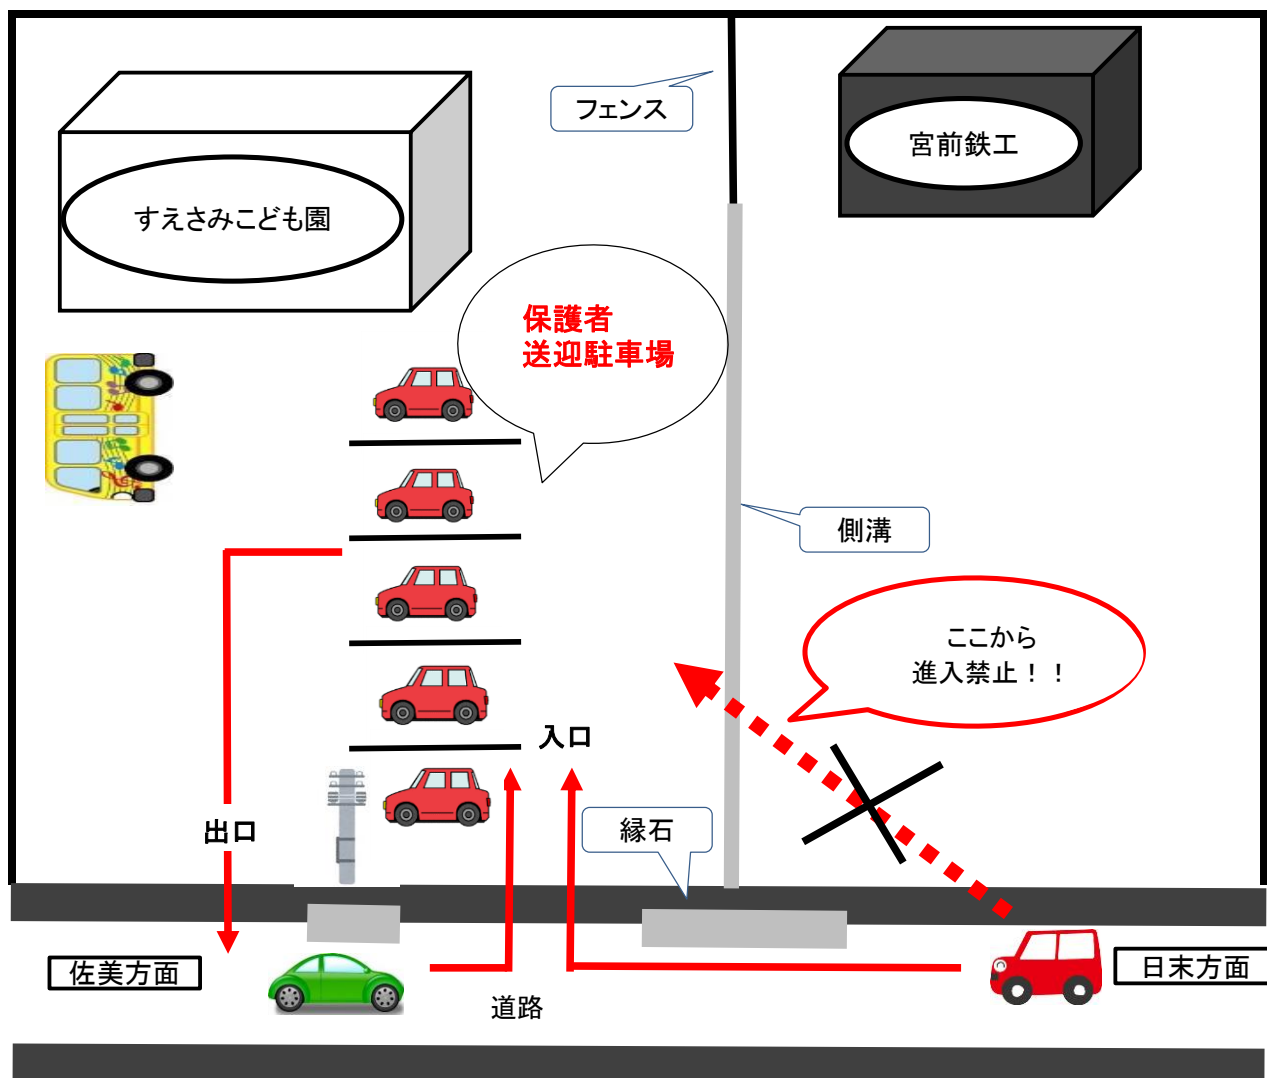 フェンス
宮前鉄工
すえさみこども園
保護者
送迎駐車場
側溝
ここから
進入禁止！！
入口
縁石
出口
佐美方面
日末方面
道路